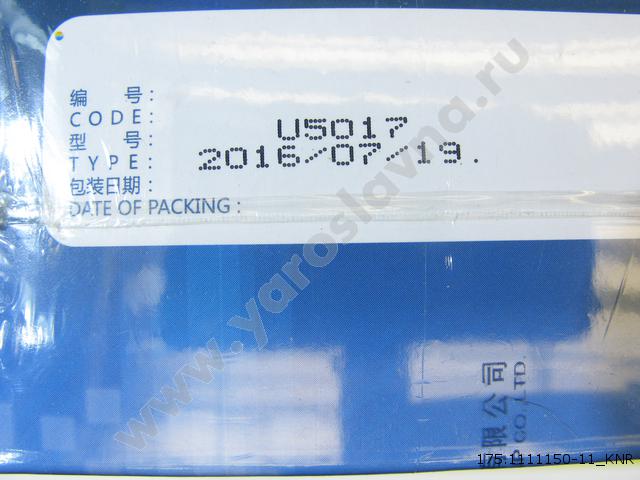 编 号：
CODE：
U5017
型 号：
TYPE：
2016/07/19.
包装日期：
DATE OF PACKING：
www.yaroslavna.ru
限公司
P CO., LTD.
175.1111150-11_KNR